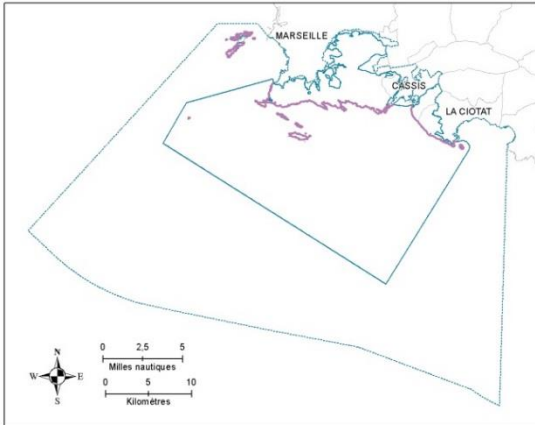 MARSEILLE
CASSIS
LA CIOTAT
N
W E
S
0 2,5 5
Milles nautiques
0 5 10
Kilomètres